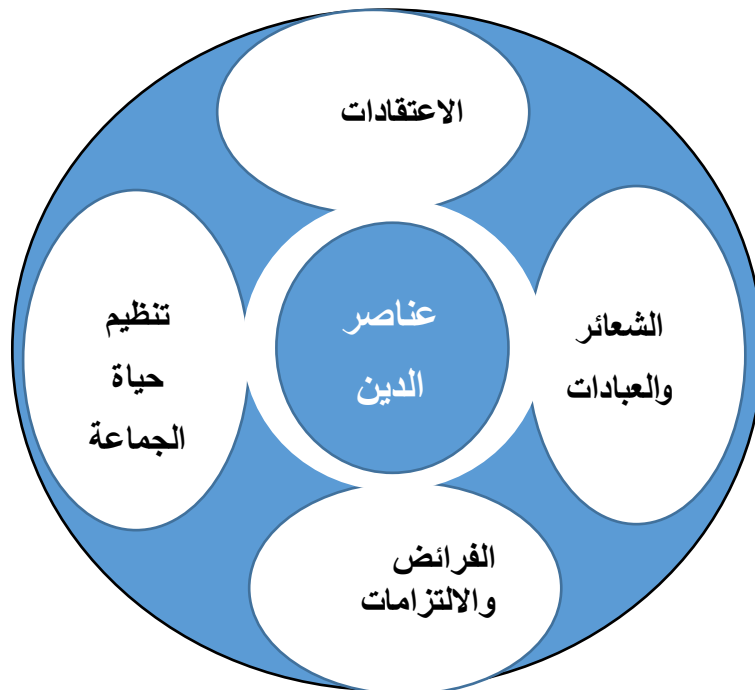 الاعتقادات
الشعائر
والعبادات
عناصر
الدين
تنظيم
حياة
الجماعة
الفرائض
والالتزامات